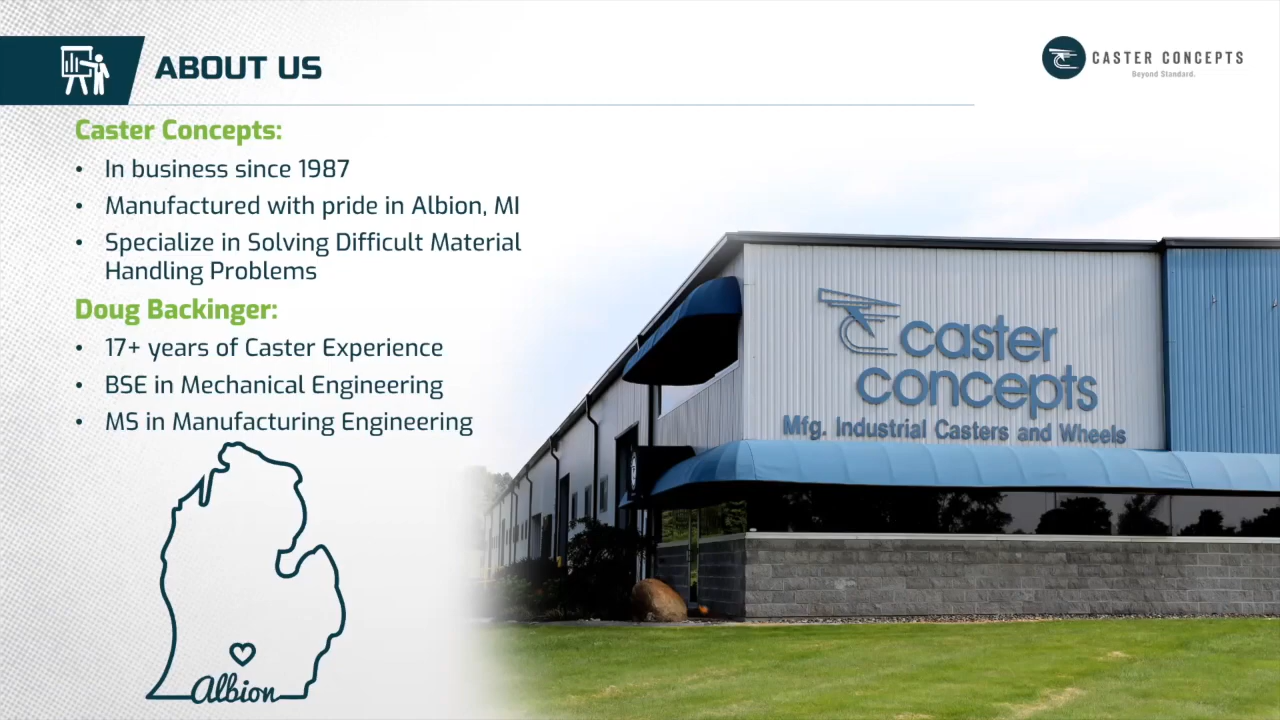 ABOUT US
CASTER CONCEPTS
Beyond Standard.
Caster Concepts:
• In business since 1987
• Manufactured with pride in Albion, MI
• Specialize in Solving Difficult Material
Handling Problems
Doug Backinger:
• 17+ years of Caster Experience
• BSE in Mechanical Engineering
• MS in Manufacturing Engineering
Albion
caster
concepts
Mfg. Industrial Casters and Wheels